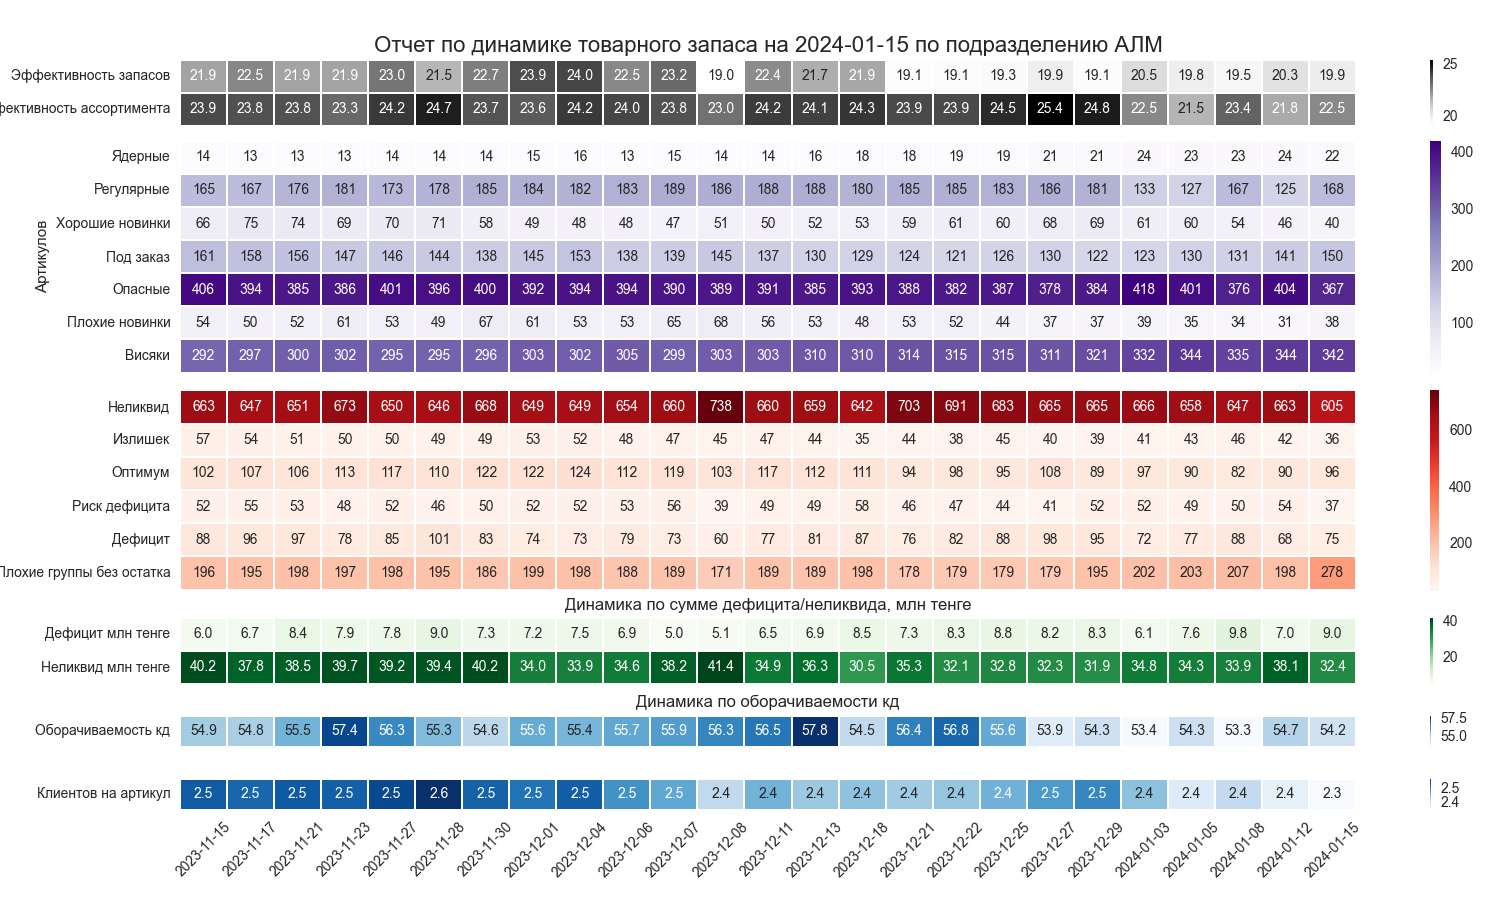 Отчет по динамике товарного запаса на 2024-01-15 по подразделению АЛМ
Эффективность запасов 21.9 22.5 21.9 21.9 23.0 21.5 22.7 23.9 24.0 22.5 23.2 19.0 22.4 21.7 21.9 19.1 19.1 19.3 19.9 19.1 20.5 19.8 19.5 20.3 19.9
фективность ассортимента 23.9 23.8 23.8 23.3 24.2 24.7 23.7 23.6 24.2 24.0 23.8 23.0 24.2 24.1 24.3 23.9 23.9 24.5 25.4 24.8 22.5 21.5 23.4 21.8 22.5
25
20
Артикулов
Ядерные 14 13 13 13 14 14 14 15 16 13 15 14 14 16 18 18 19 19 21 21 24 23 23 24 22
Регулярные 165 167 176 181 173 178 185 184 182 183 189 186 188 188 180 185 185 183 186 181 133 127 167 125 168
Хорошие новинки 66 75 74 69 70 71 58 49 48 48 47 51 50 52 53 59 61 60 68 69 61 60 54 46 40
Под заказ 161 158 156 147 146 144 138 145 153 138 139 145 137 130 129 124 121 126 130 122 123 130 131 141 150
Опасные 406 394 385 386 401 396 400 392 394 394 390 389 391 385 393 388 382 387 378 384 418 401 376 404 367
Плохие новинки 54 50 52 61 53 49 67 61 53 53 65 68 56 53 48 53 52 44 37 37 39 35 34 31 38
Висяки 292 297 300 302 295 295 296 303 302 305 299 303 303 310 310 314 315 315 311 321 332 344 335 344 342
400
300
200
100
Неликвид 663 647 651 673 650 646 668 649 649 654 660 738 660 659 642 703 691 683 665 665 666 658 647 663 605
Излишек 57 54 51 50 50 49 49 53 52 48 47 45 47 44 35 44 38 45 40 39 41 43 46 42 36
Оптимум 102 107 106 113 117 110 122 122 124 112 119 103 117 112 111 94 98 95 108 89 97 90 82 90 96
Риск дефицита 52 55 53 48 52 46 50 52 52 53 56 39 49 49 58 46 47 44 41 52 52 49 50 54 37
Дефицит 88 96 97 78 85 101 83 74 73 79 73 60 77 81 87 76 82 88 98 95 72 77 88 68 75
Плохие группы без остатка 196 195 198 197 198 195 186 199 198 188 189 171 189 189 198 178 179 179 179 195 202 203 207 198 278
600
400
200
Динамика по сумме дефицита/неликвида, млн тенге
Дефицит млн тенге 6.0 6.7 8.4 7.9 7.8 9.0 7.3 7.2 7.5 6.9 5.0 5.1 6.5 6.9 8.5 7.3 8.3 8.8 8.2 8.3 6.1 7.6 9.8 7.0 9.0
Неликвид млн тенге 40.2 37.8 38.5 39.7 39.2 39.4 40.2 34.0 33.9 34.6 38.2 41.4 34.9 36.3 30.5 35.3 32.1 32.8 32.3 31.9 34.8 34.3 33.9 38.1 32.4
40
20
Динамика по оборачиваемости кд
Оборачиваемость кд 54.9 54.8 55.5 57.4 56.3 55.3 54.6 55.6 55.4 55.7 55.9 56.3 56.5 57.8 54.5 56.4 56.8 55.6 53.9 54.3 53.4 54.3 53.3 54.7 54.2
57.5
55.0
Клиентов на артикул 2.5 2.5 2.5 2.5 2.5 2.6 2.5 2.5 2.5 2.5 2.5 2.4 2.4 2.4 2.4 2.4 2.4 2.4 2.5 2.5 2.4 2.4 2.4 2.4 2.3
2.5
2.4
2023-11-15 2023-11-17 2023-11-21 2023-11-23 2023-11-27 2023-11-28 2023-11-30 2023-12-01 2023-12-04 2023-12-06 2023-12-07 2023-12-08 2023-12-11 2023-12-13 2023-12-18 2023-12-21 2023-12-22 2023-12-25 2023-12-27 2023-12-29 2024-01-03 2024-01-05 2024-01-08 2024-01-12 2024-01-15